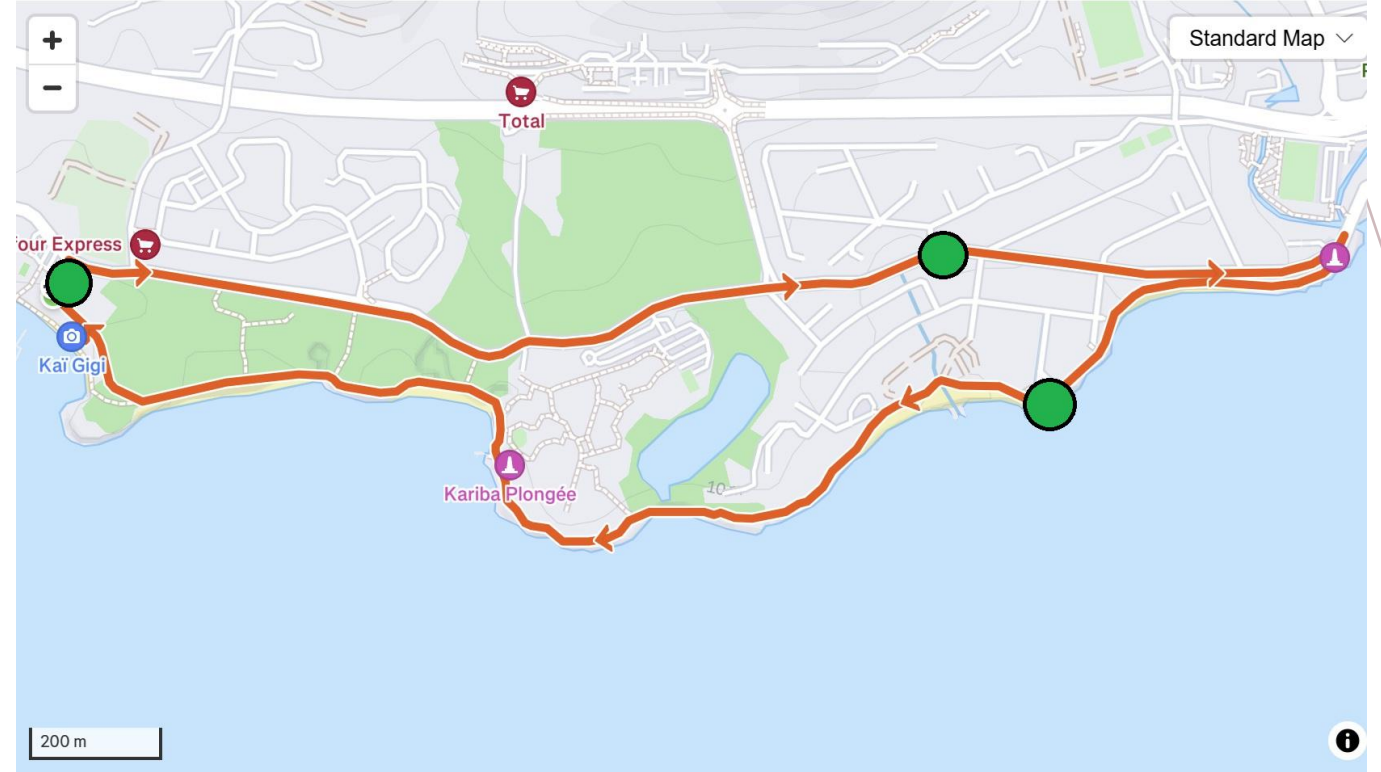 +
Standard Map
−
Total
our Express
Kaï Gigi
Kariba Plongée
10
200 m